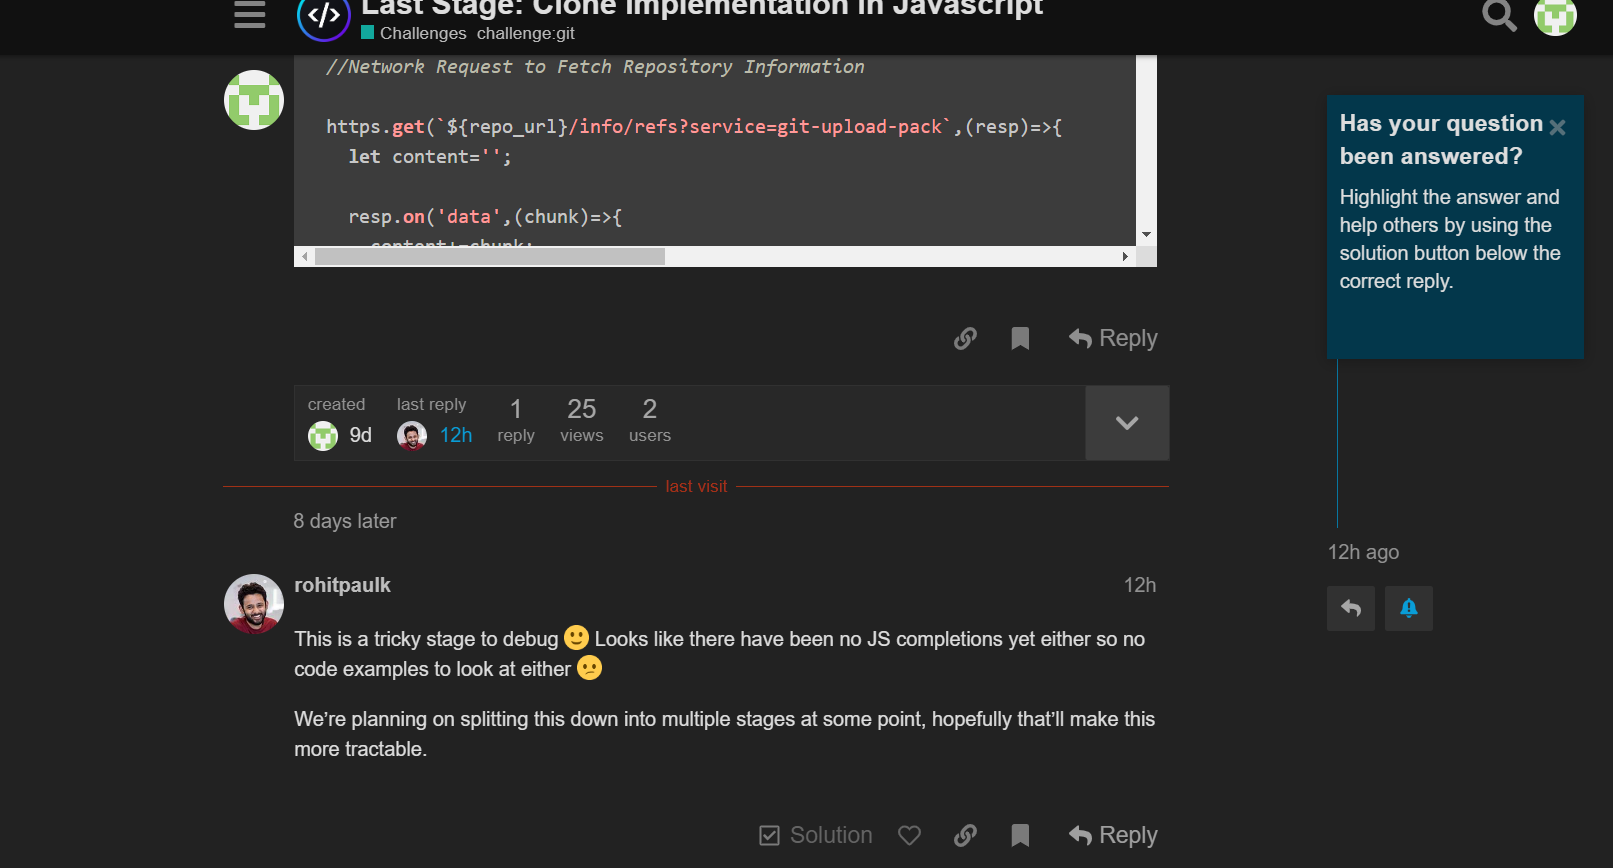 Last Stage: Clone Implementation in Javascript
Challenges challenge:git
//Network Request to Fetch Repository Information
https.get(`${repo_url}/info/refs?service=git-upload-pack`,(resp)=>{
let content='';
resp.on('data',(chunk)=>{
content+=chunk;
Reply
created
9d
last reply
12h
1
reply
25
views
2
users
last visit
8 days later
rohitpaulk
12h
This is a tricky stage to debug 🙂 Looks like there have been no JS completions yet either so no
code examples to look at either 😕
We’re planning on splitting this down into multiple stages at some point, hopefully that’ll make this
more tractable.
Solution
Reply
Has your question
been answered?
Highlight the answer and
help others by using the
solution button below the
correct reply.
12h ago